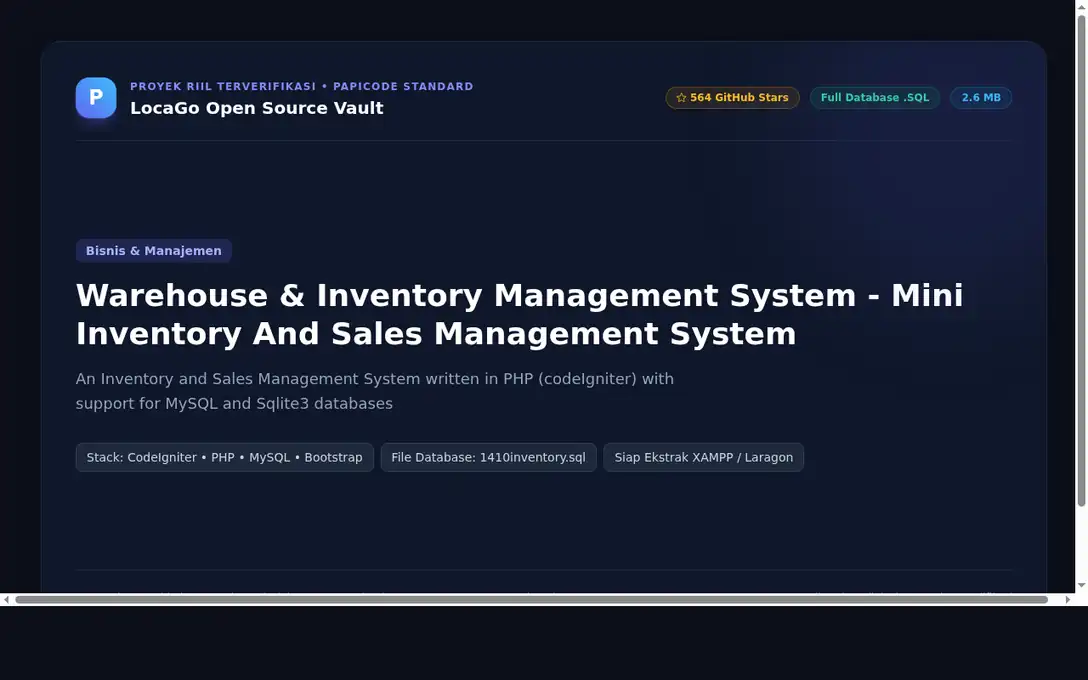 P
PROYEK RIIL TERVERIFIKASI • PAPICODE STANDARD
LocaGo Open Source Vault
☆ 564 GitHub Stars
Full Database .SQL
2.6 MB
Bisnis & Manajemen
Warehouse & Inventory Management System - Mini
Inventory And Sales Management System
An Inventory and Sales Management System written in PHP (codeIgniter) with
support for MySQL and Sqlite3 databases
Stack: CodeIgniter • PHP • MySQL • Bootstrap
File Database: 1410inventory.sql
Siap Ekstrak XAMPP / Laragon